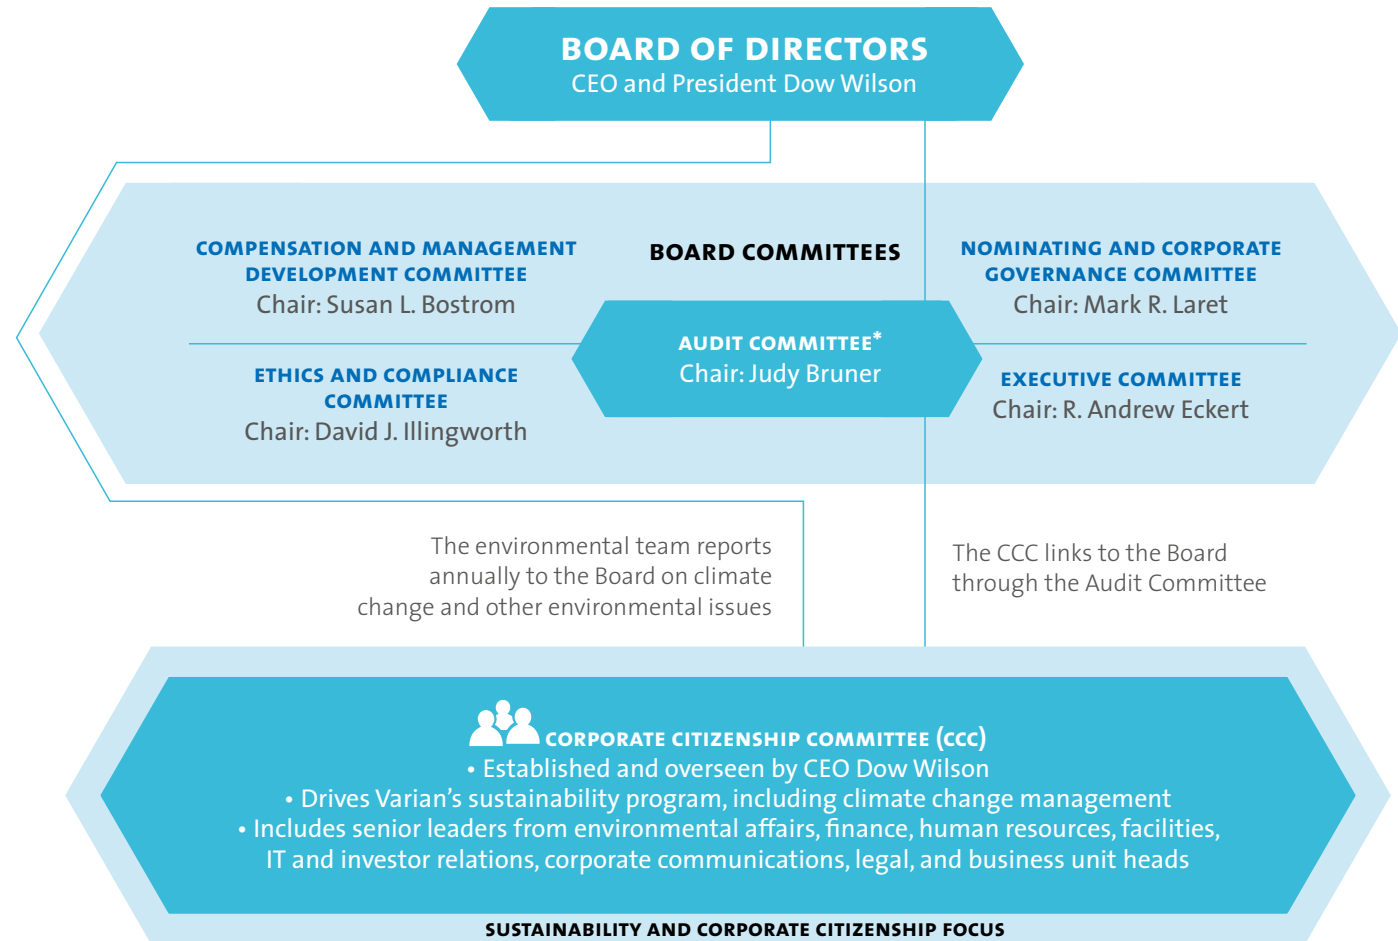 BOARD OF DIRECTORS
CEO and President Dow Wilson
COMPENSATION AND MANAGEMENT
DEVELOPMENT COMMITTEE
Chair: Susan L. Bostrom
BOARD COMMITTEES
NOMINATING AND CORPORATE
GOVERNANCE COMMITTEE
Chair: Mark R. Laret
AUDIT COMMITTEE*
Chair: Judy Bruner
ETHICS AND COMPLIANCE
COMMITTEE
Chair: David J. Illingworth
EXECUTIVE COMMITTEE
Chair: R. Andrew Eckert
The environmental team reports
annually to the Board on climate
change and other environmental issues
The CCC links to the Board
through the Audit Committee
CORPORATE CITIZENSHIP COMMITTEE (CCC)
• Established and overseen by CEO Dow Wilson
• Drives Varian’s sustainability program, including climate change management
• Includes senior leaders from environmental affairs, finance, human resources, facilities,
IT and investor relations, corporate communications, legal, and business unit heads
SUSTAINABILITY AND CORPORATE CITIZENSHIP FOCUS